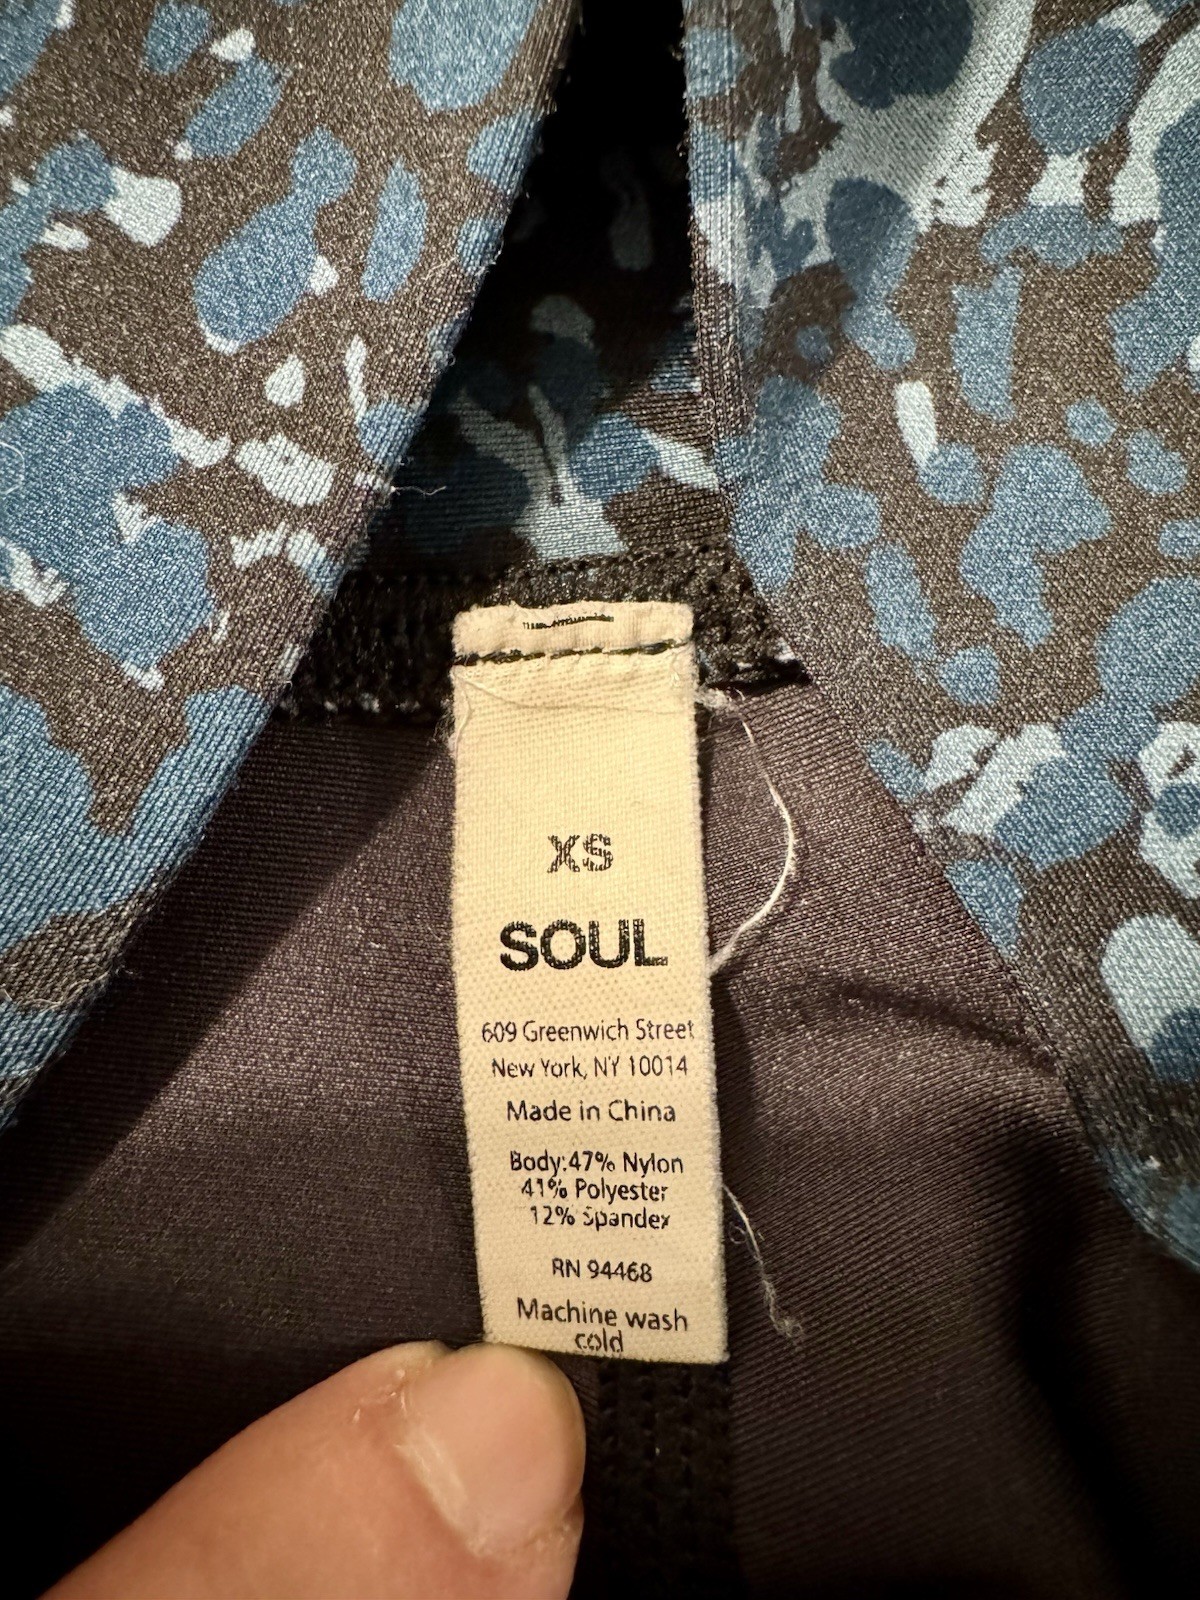 XS
SOUL
609 Greenwich Street
New York, NY 10014
Made in China
Body:47% Nylon
41% Polyester
12% Spandex
RN 94468
Machine wash
cold